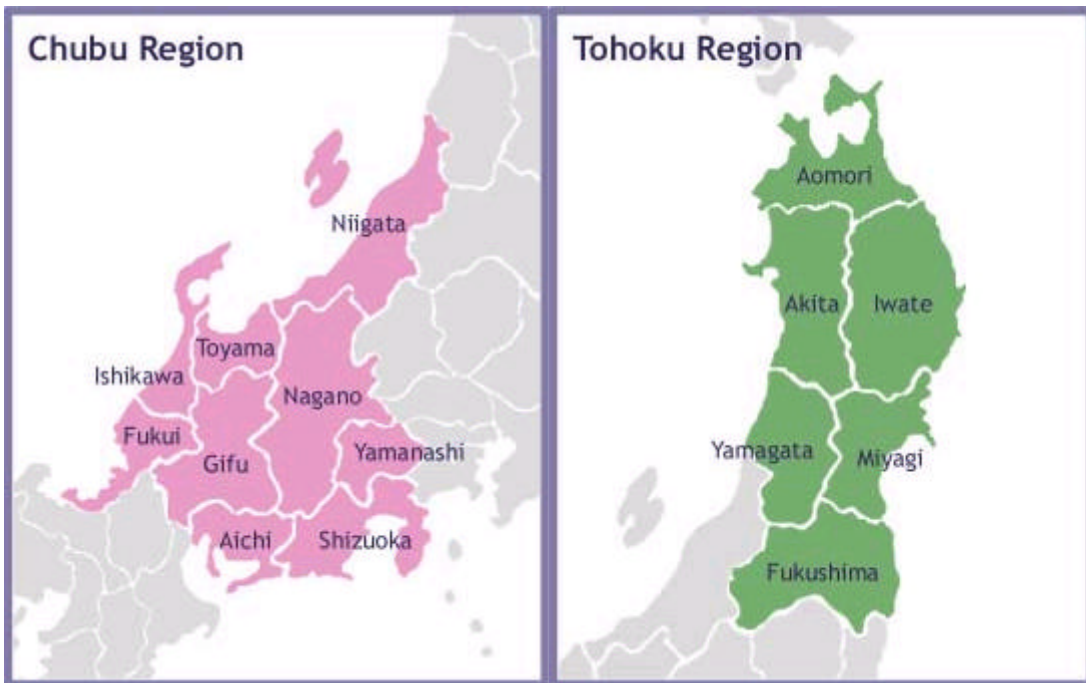 Chubu Region
Niigata
Toyama
Ishikawa
Nagano
Fukui
Gifu
Yamanashi
Aichi
Shizuoka
Tohoku Region
Aomori
Akita
Iwate
Yamagata
Miyagi
Fukushima